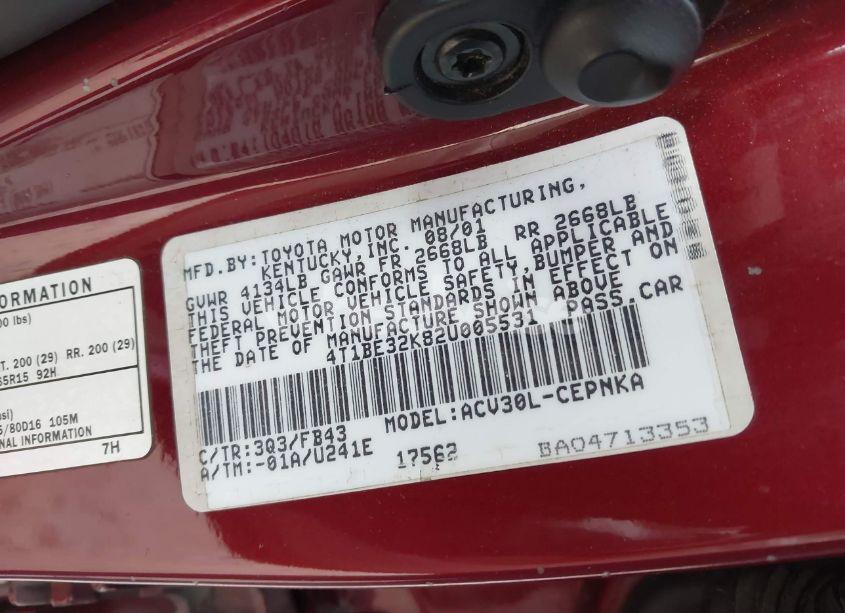 MFD.BY:TOYOTA MOTOR MANUFACTURING,
KENTUCKY,INC. 08/01
GVWR 4134LB GAWR FR 2668LB RR 2668LB
THIS VEHICLE CONFORMS TO ALL APPLICABLE
FEDERAL MOTOR VEHICLE SAFETY,BUMPER AND
THEFT PREVENTION STANDARDS IN EFFECT ON
THE DATE OF MANUFACTURE SHOWN ABOVE
4T1BE32K82U005531 PASS.CAR
MODEL:ACV30L-CEPNKA
C/TR:3Q3/FB43
A/TM:-01A/U241E 17562
BA04713353
FORMATION
00 lbs)
T. 200 (29) RR. 200 (29)
65R15 92H
si)
5/80D16 105M
NAL INFORMATION
7H